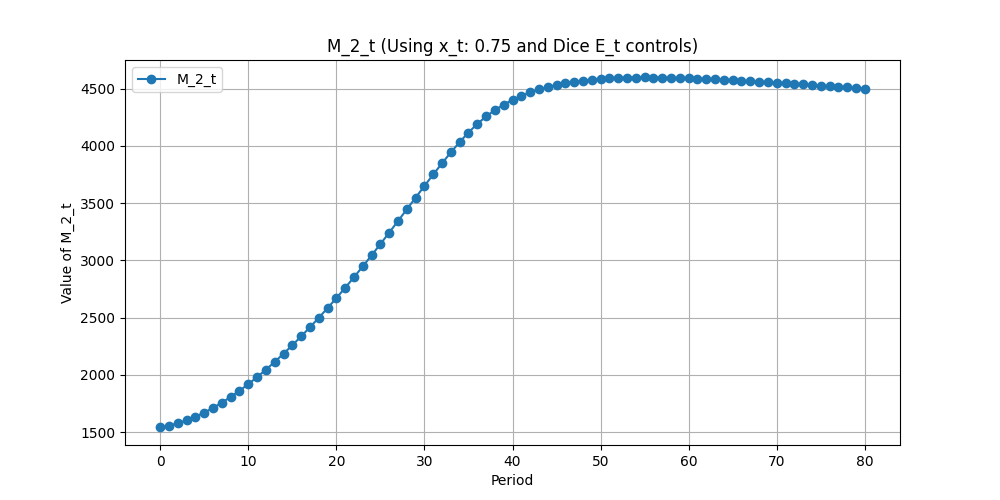 M_2_t (Using x_t: 0.75 and Dice E_t controls)
M_2_t
Value of M_2_t
4500
4000
3500
3000
2500
2000
1500
0 10 20 30 40 50 60 70 80
Period